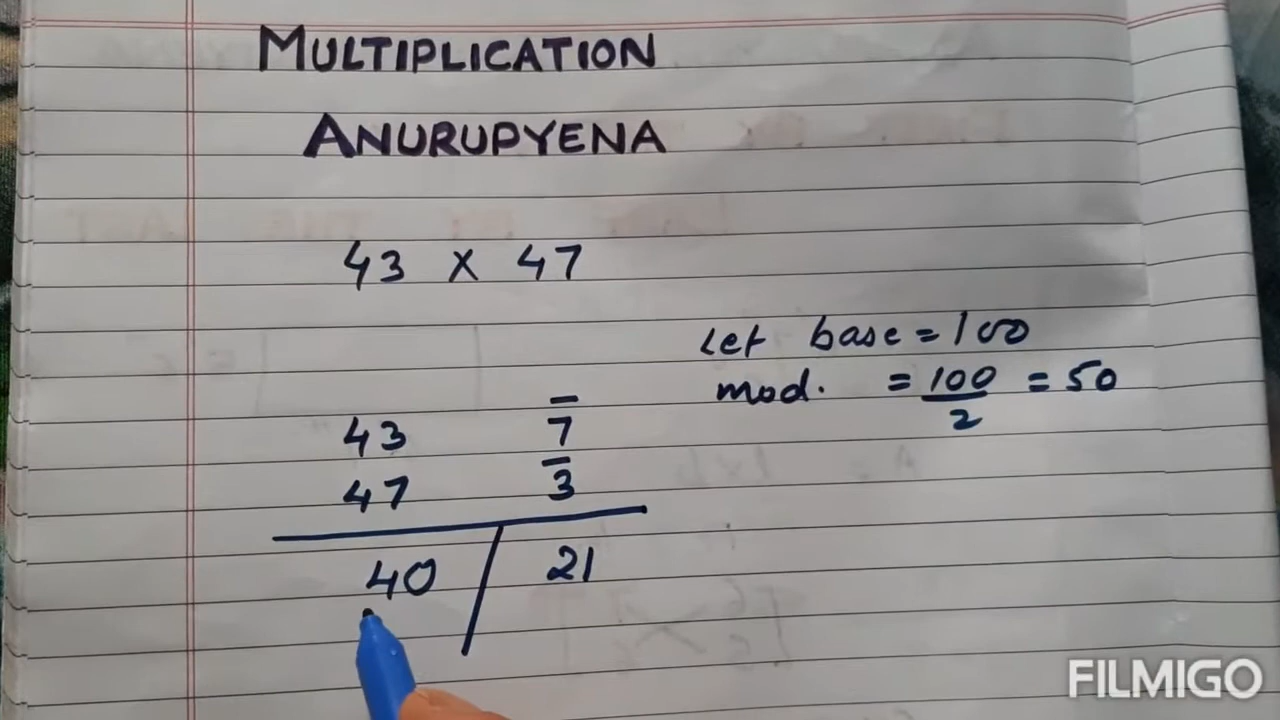 MULTIPLICATION
ANURUPYENA
43 x 47
Let base = 100
mod. = 100/2 = 50
43 7̅
47 3̅
40 / 21
FILMIGO